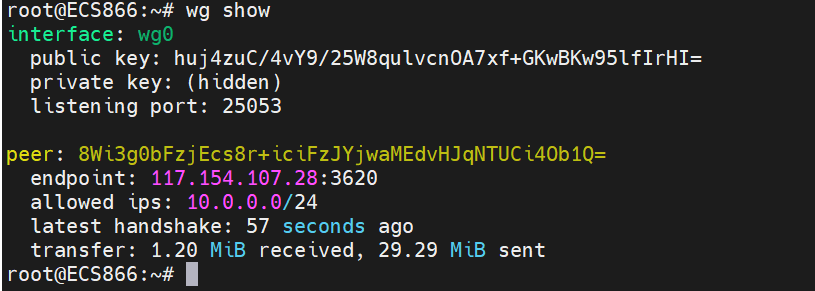 root@ECS866:~# wg show
interface: wg0
public key: huj4zuC/4vY9/25W8qulvcnOA7xf+GKwBKw95lfIrHI=
private key: (hidden)
listening port: 25053
peer: 8Wi3g0bFzjEcs8r+iciFzJYjwaMEdvHJqNTUCi4Ob1Q=
endpoint: 117.154.107.28:3620
allowed ips: 10.0.0.0/24
latest handshake: 57 seconds ago
transfer: 1.20 MiB received, 29.29 MiB sent
root@ECS866:~#